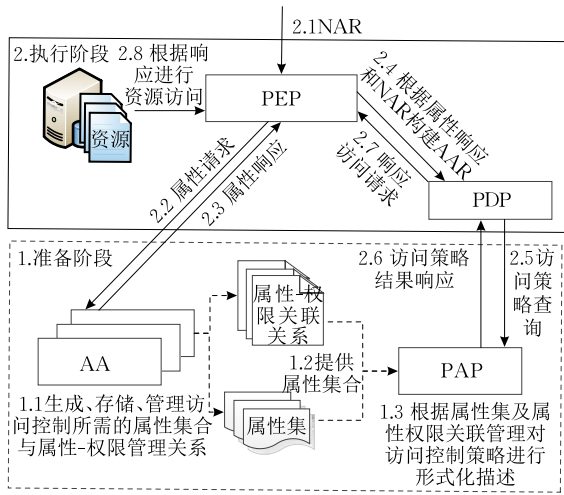 2.1NAR
2.执行阶段
2.8 根据响
应进行
资源访问
资源
PEP
2.4 根据属性响应
和NAR构建AAR
2.7 响应
访问请求
PDP
2.2 属性请求
2.3 属性响应
1.准备阶段
2.6 访问策略
结果响应
2.5访
问策
略查
询
属性-权
限关联
关系
AA
1.2提供
属性集合
PAP
属性集
1.1生成、存储、管理访
问控制所需的属性集合
与属性-权限管理关系
1.3 根据属性集及属
性权限关联管理对
访问控制策略进行
形式化描述